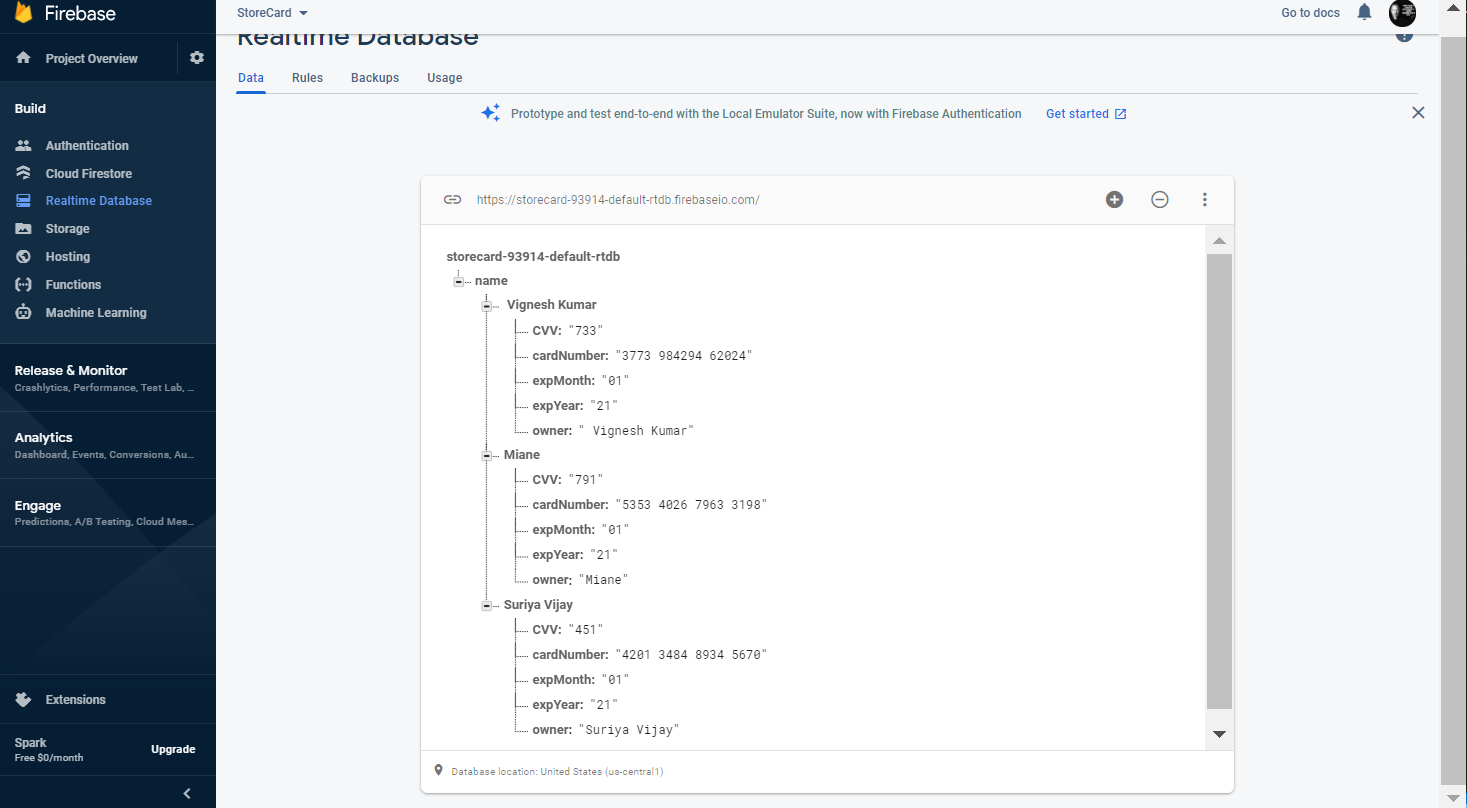 Firebase
StoreCard
Go to docs
Project Overview
Realtime Database
Data Rules Backups Usage
Build
Prototype and test end-to-end with the Local Emulator Suite, now with Firebase Authentication Get started
Authentication
Cloud Firestore
Realtime Database
Storage
Hosting
Functions
Machine Learning
Release & Monitor
Crashlytics, Performance, Test Lab, ...
Analytics
Dashboard, Events, Conversions, Au...
Engage
Predictions, A/B Testing, Cloud Mes...
Extensions
Spark
Free $0/month
Upgrade
https://storecard-93914-default-rtdb.firebaseio.com/
storecard-93914-default-rtdb
name
Vignesh Kumar
CVV: "733"
cardNumber: "3773 984294 62024"
expMonth: "01"
expYear: "21"
owner: " Vignesh Kumar"
Miane
CVV: "791"
cardNumber: "5353 4026 7963 3198"
expMonth: "01"
expYear: "21"
owner: "Miane"
Suriya Vijay
CVV: "451"
cardNumber: "4201 3484 8934 5670"
expMonth: "01"
expYear: "21"
owner: "Suriya Vijay"
Database location: United States (us-central1)